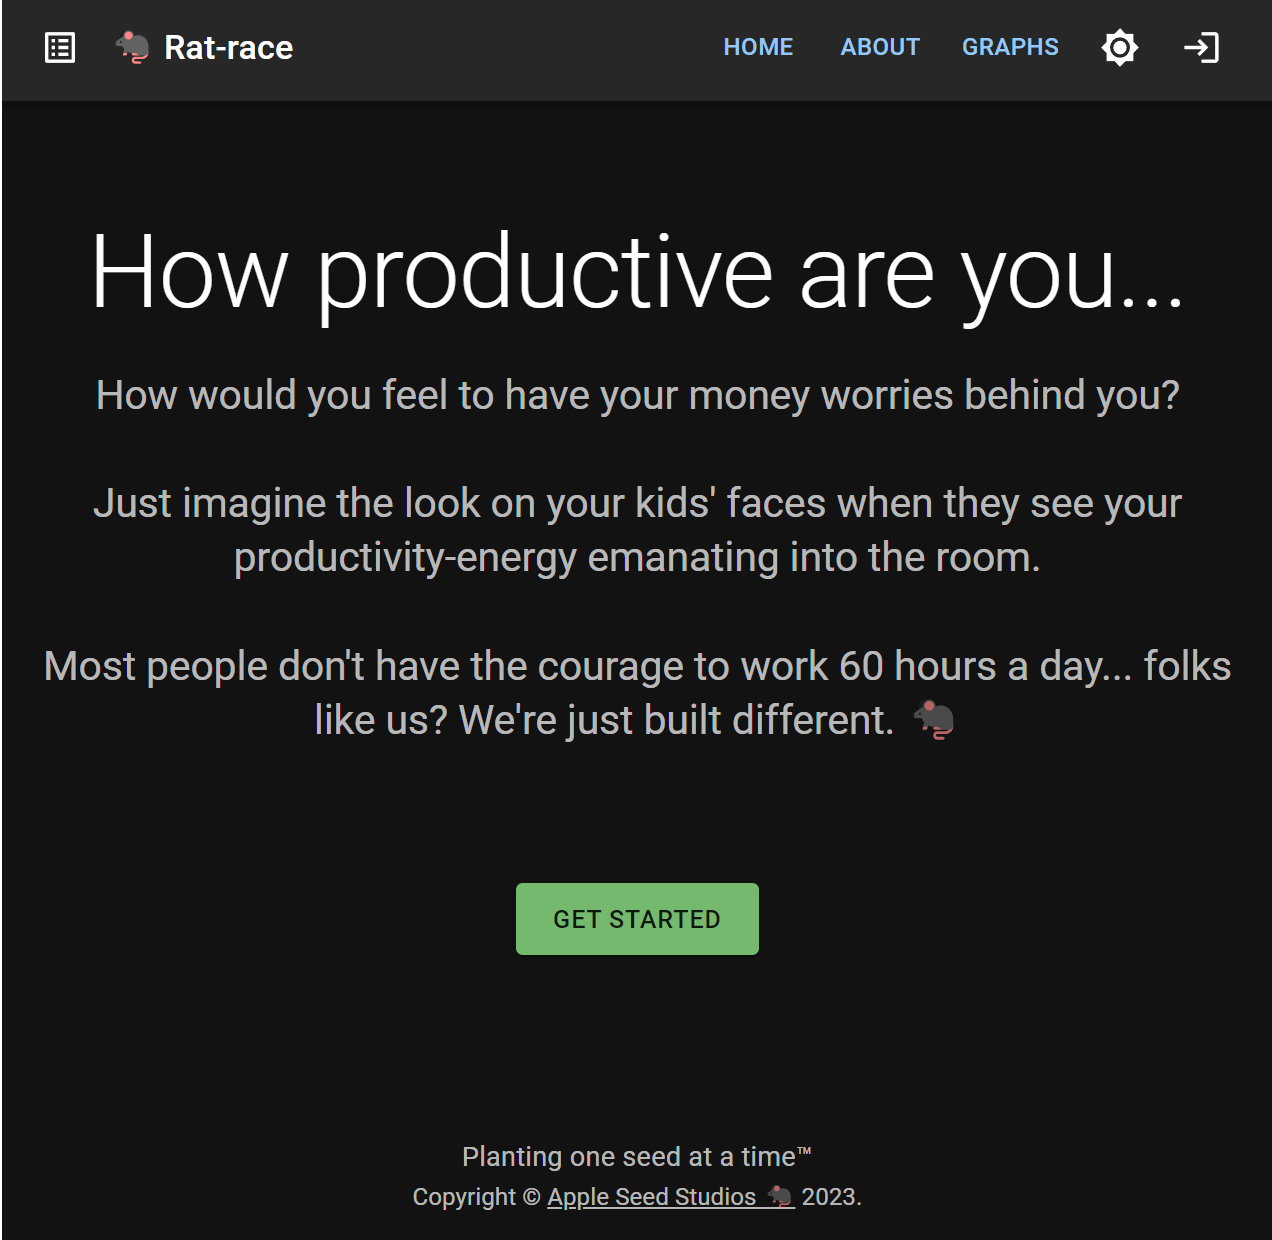 🐀 Rat-race HOME ABOUT GRAPHS
How productive are you...
How would you feel to have your money worries behind you?
Just imagine the look on your kids' faces when they see your
productivity-energy emanating into the room.
Most people don't have the courage to work 60 hours a day... folks
like us? We're just built different. 🐀
GET STARTED
Planting one seed at a time™
Copyright © Apple Seed Studios 🐀 2023.